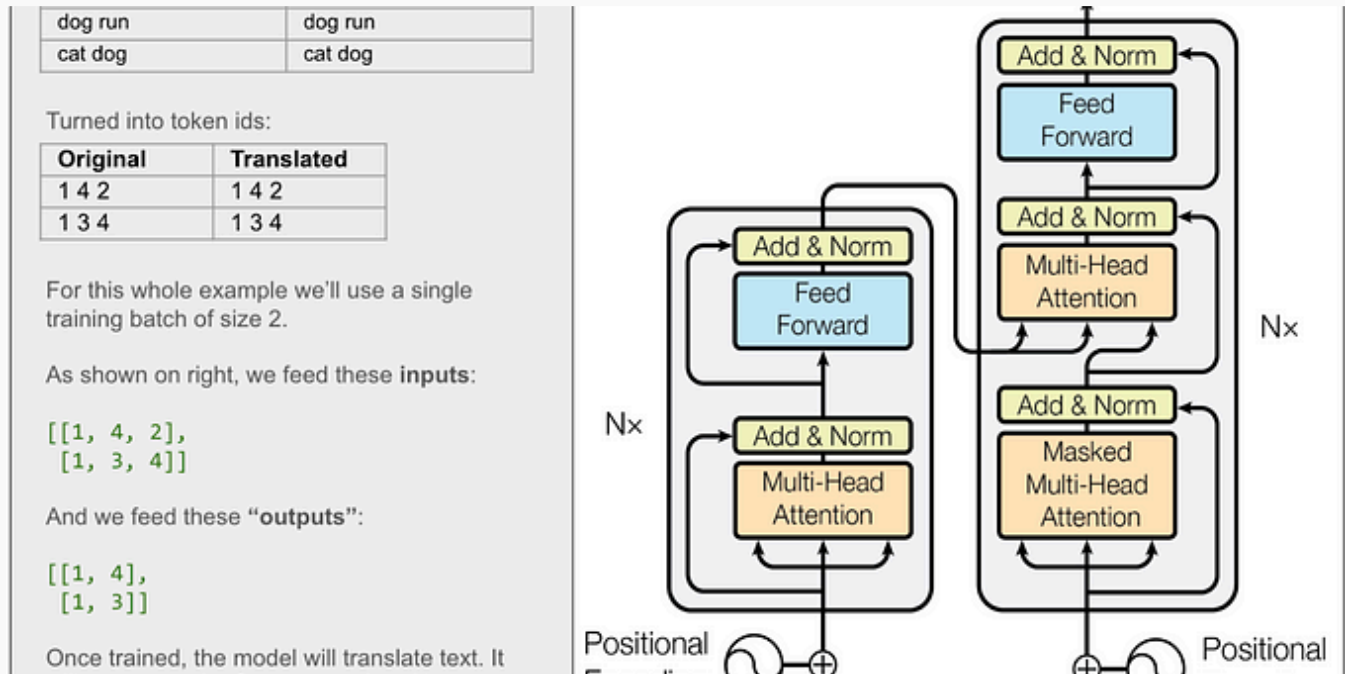 dog run dog run
cat dog cat dog
Turned into token ids:
Original Translated
1 4 2 1 4 2
1 3 4 1 3 4
For this whole example we'll use a single
training batch of size 2.
As shown on right, we feed these inputs:
[[1, 4, 2],
[1, 3, 4]]
And we feed these “outputs”:
[[1, 4],
[1, 3]]
Once trained, the model will translate text. It
Add & Norm
Feed
Forward
Add & Norm
Multi-Head
Attention
Nx
Add & Norm
Masked
Multi-Head
Attention
Add & Norm
Feed
Forward
Nx
Add & Norm
Multi-Head
Attention
Positional
Positional